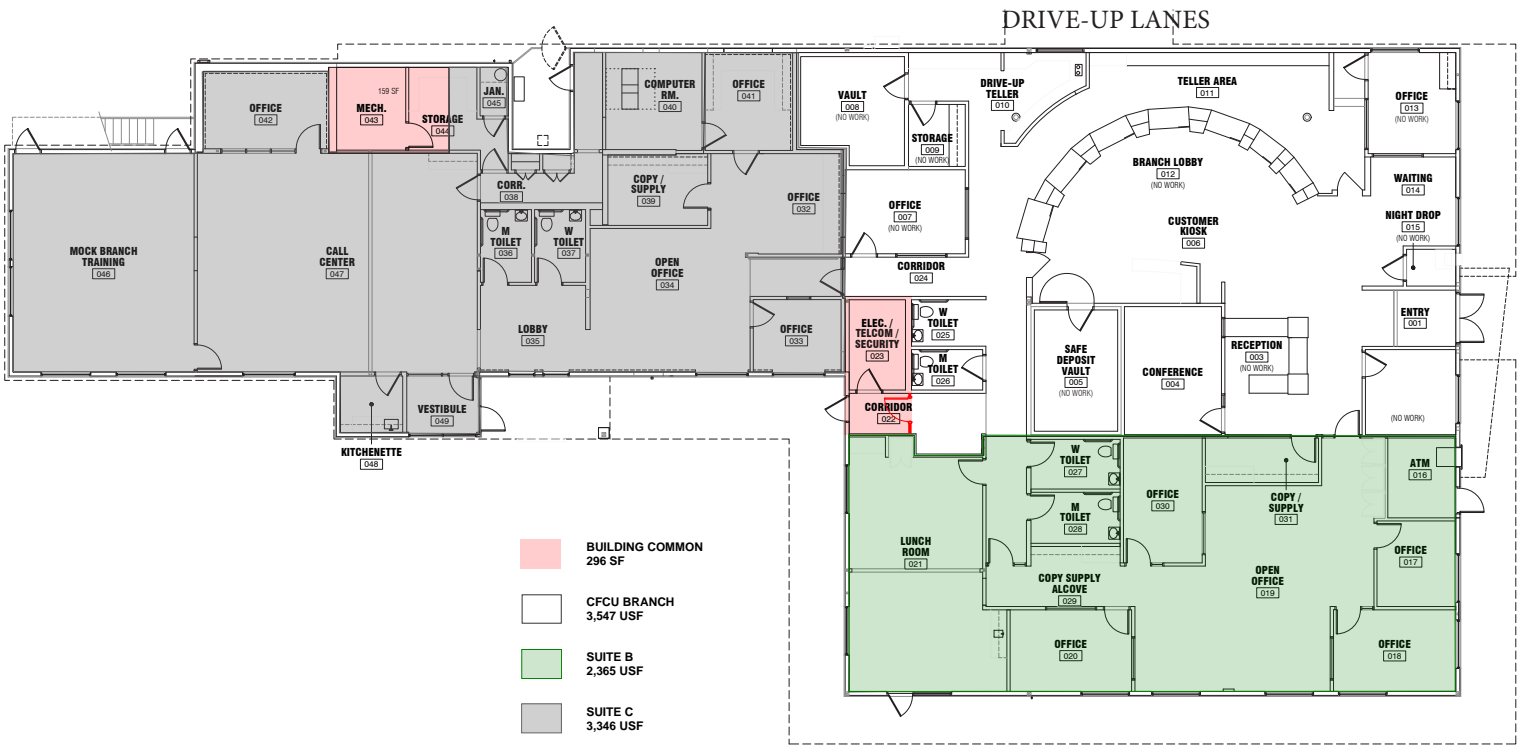 DRIVE-UP LANES
OFFICE
042
159 SF
MECH.
043
STORAGE
044
JAN.
045
COMPUTER
RM.
040
OFFICE
041
VAULT
008
(NO WORK)
DRIVE-UP
TELLER
010
TELLER AREA
011
OFFICE
013
(NO WORK)
STORAGE
009
(NO WORK)
BRANCH LOBBY
012
(NO WORK)
WAITING
014
CORR.
038
COPY /
SUPPLY
039
OFFICE
032
OFFICE
007
(NO WORK)
CUSTOMER
KIOSK
006
NIGHT DROP
015
(NO WORK)
MOCK BRANCH
TRAINING
046
CALL
CENTER
047
M
TOILET
036
W
TOILET
037
OPEN
OFFICE
034
CORRIDOR
024
LOBBY
035
OFFICE
033
ELEC. /
TELCOM /
SECURITY
023
W
TOILET
025
M
TOILET
026
SAFE
DEPOSIT
VAULT
005
(NO WORK)
CONFERENCE
004
RECEPTION
003
(NO WORK)
ENTRY
001
(NO WORK)
VESTIBULE
049
CORRIDOR
022
KITCHENETTE
048
W
TOILET
027
M
TOILET
028
OFFICE
030
COPY /
SUPPLY
031
ATM
016
LUNCH
ROOM
021
OFFICE
017
COPY SUPPLY
ALCOVE
029
OPEN
OFFICE
019
OFFICE
020
OFFICE
018
BUILDING COMMON
296 SF
CFCU BRANCH
3,547 USF
SUITE B
2,365 USF
SUITE C
3,346 USF